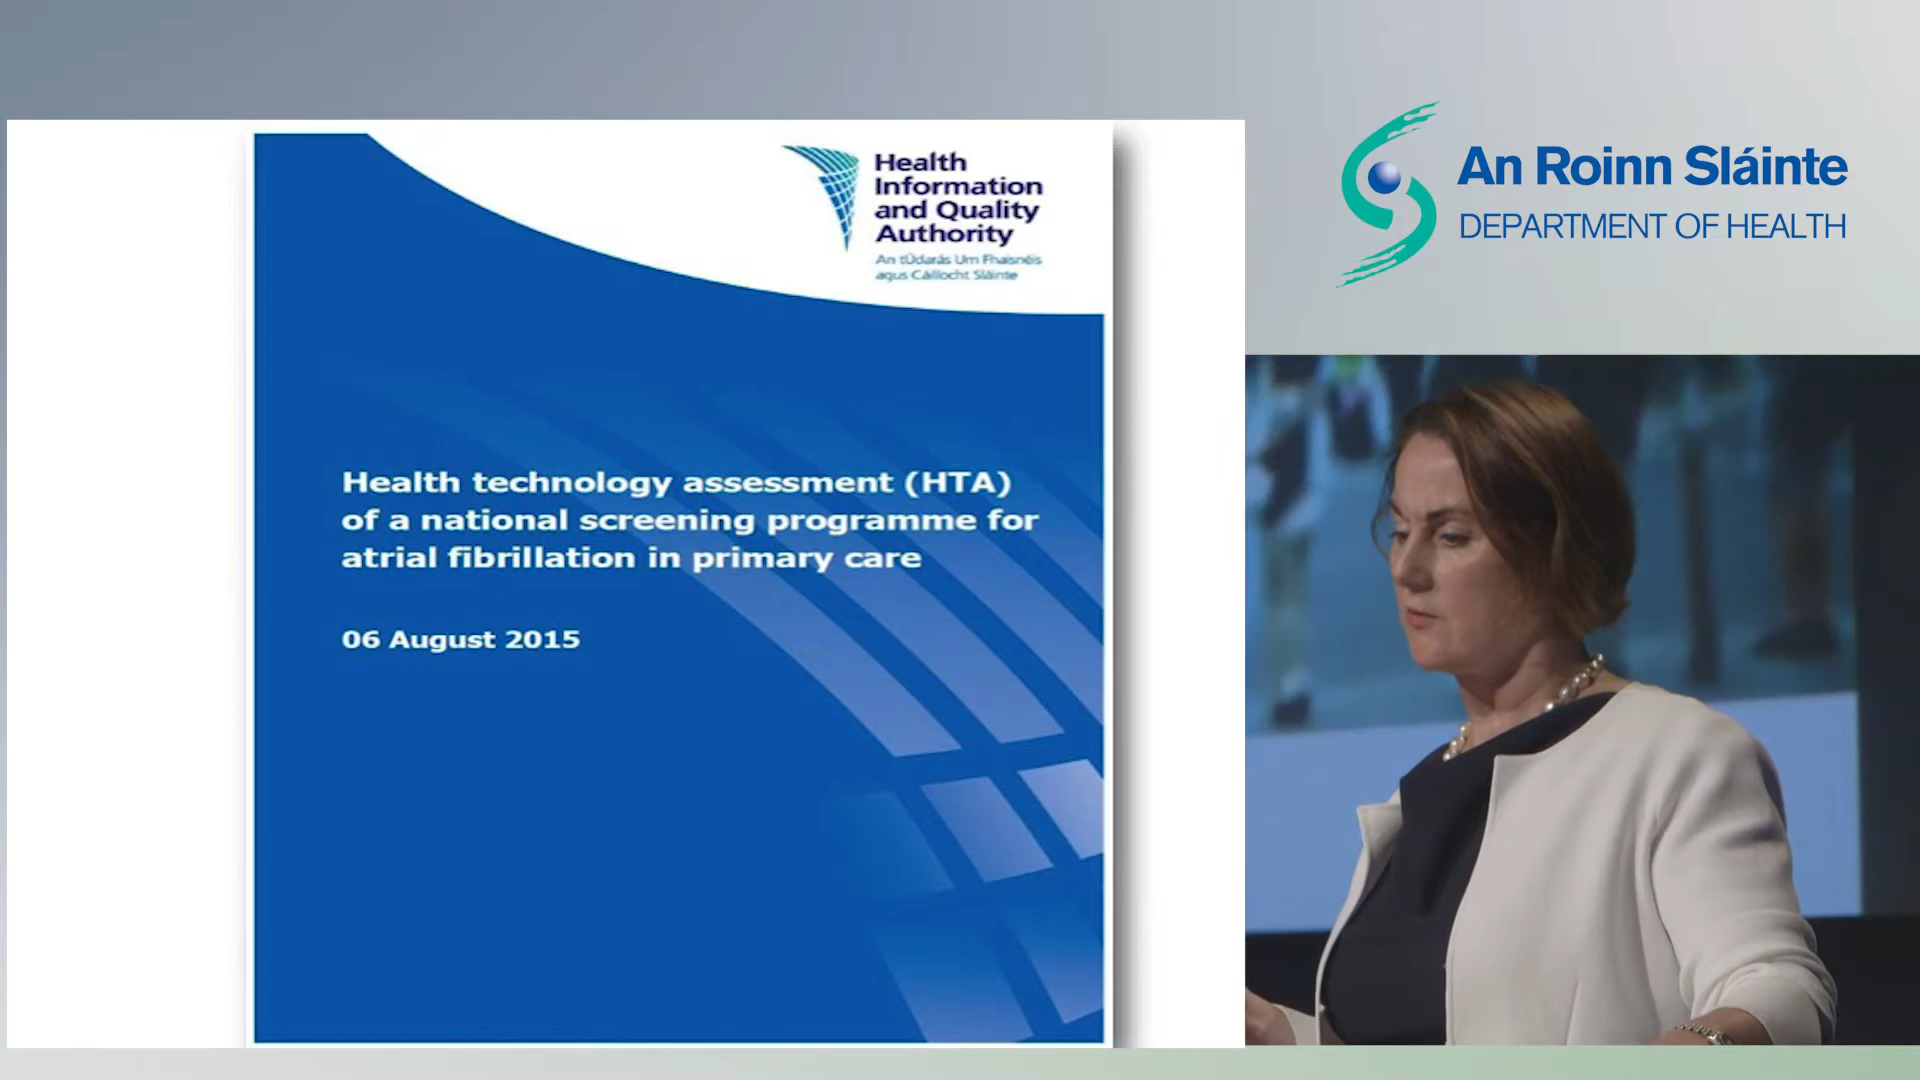 Health
Information
and Quality
Authority
An tÚdarás Um Fhaisnéis
agus Cáilíocht Sláinte
Health technology assessment (HTA)
of a national screening programme for
atrial fibrillation in primary care
06 August 2015
An Roinn Sláinte
DEPARTMENT OF HEALTH